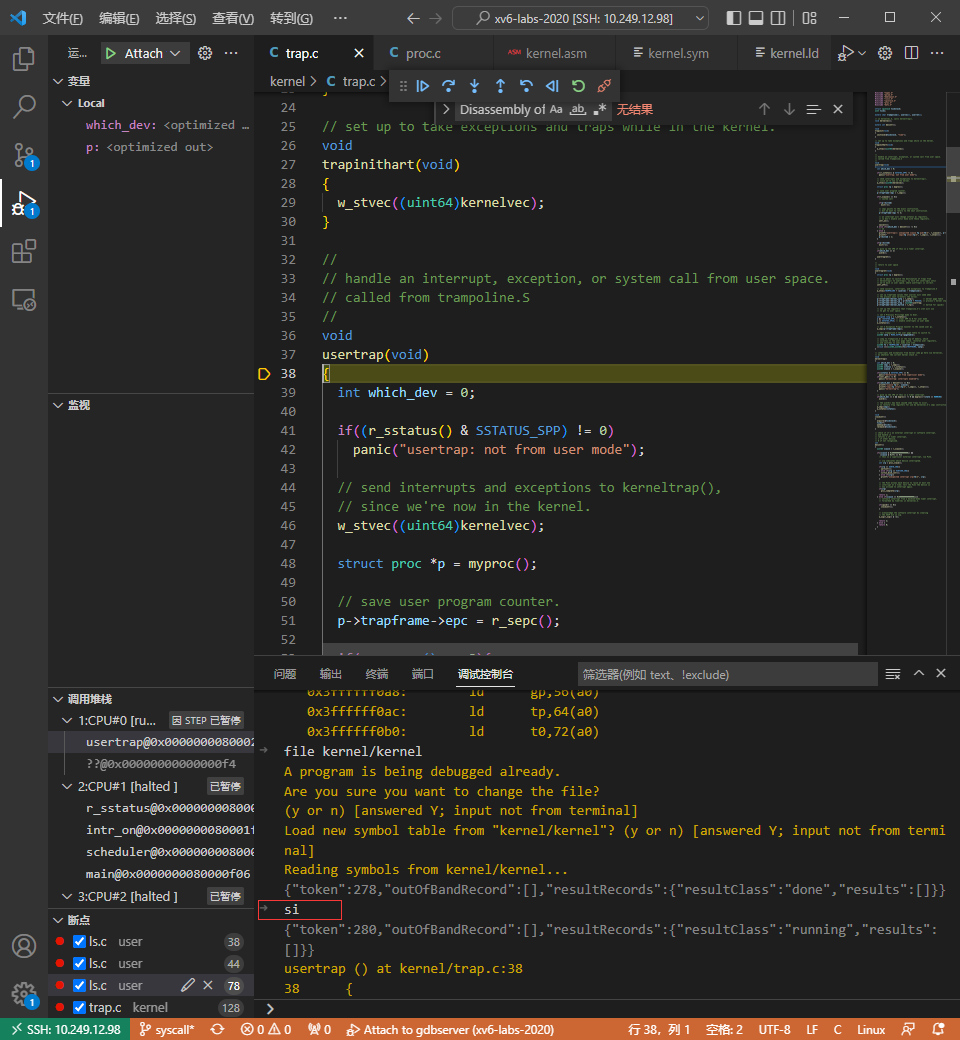 文件(F) 编辑(E) 选择(S) 查看(V) 转到(G) ··· xv6-labs-2020 [SSH: 10.249.12.98]
运... Attach ···
C trap.c
C proc.c
ASM kernel.asm
kernel.sym
kernel.ld
kernel > C trap.c >
Disassembly of Aa ab .* 无结果
变量
Local
which_dev: <optimized …
p: <optimized out>
监视
调用堆栈
1:CPU#0 [ru... 因 STEP 已暂停
usertrap@0x0000000080002
??@0x00000000000000f4
2:CPU#1 [halted ] 已暂停
r_sstatus@0x000000008000
intr_on@0x000000080001f
scheduler@0x000000008000
main@0x0000000080000f06
3:CPU#2 [halted ] 已暂停
断点
ls.c user 38
ls.c user 44
ls.c user 78
trap.c kernel 128
24
25 // set up to take exceptions and traps while in the kernel.
26 void
27 trapinithart(void)
28 {
29 w_stvec((uint64)kernelvec);
30 }
31
32 //
33 // handle an interrupt, exception, or system call from user space.
34 // called from trampoline.S
35 //
36 void
37 usertrap(void)
38 {
39 int which_dev = 0;
40
41 if((r_sstatus() & SSTATUS_SPP) != 0)
42 panic("usertrap: not from user mode");
43
44 // send interrupts and exceptions to kerneltrap(),
45 // since we're now in the kernel.
46 w_stvec((uint64)kernelvec);
47
48 struct proc *p = myproc();
49
50 // save user program counter.
51 p->trapframe->epc = r_sepc();
52
问题 输出 终端 端口 调试控制台 筛选器(例如 text、!exclude)
0x3ffffff0a8: ld gp,56(a0)
0x3ffffff0ac: ld tp,64(a0)
0x3ffffff0b0: ld t0,72(a0)
file kernel/kernel
A program is being debugged already.
Are you sure you want to change the file?
(y or n) [answered Y; input not from terminal]
Load new symbol table from "kernel/kernel"? (y or n) [answered Y; input not from termi
nal]
Reading symbols from kernel/kernel...
{"token":278,"outOfBandRecord":[],"resultRecords":{"resultClass":"done","results":[]}}
si
{"token":280,"outOfBandRecord":[],"resultRecords":{"resultClass":"running","results":
[]}}
usertrap () at kernel/trap.c:38
38 {
SSH: 10.249.12.98 syscall* 0 0 0 Attach to gdbserver (xv6-labs-2020) 行 38，列 1 空格: 2 UTF-8 LF C Linux